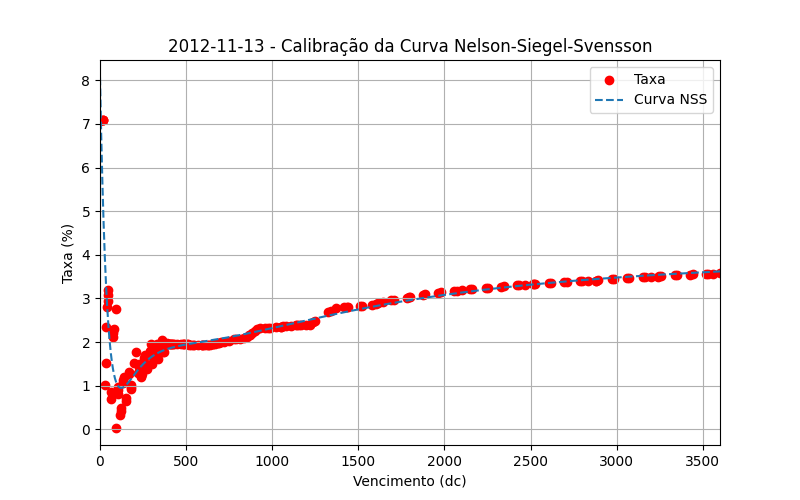 2012-11-13 - Calibração da Curva Nelson-Siegel-Svensson
Taxa
Curva NSS
Taxa (%)
8
7
6
5
4
3
2
1
0
0 500 1000 1500 2000 2500 3000 3500
Vencimento (dc)